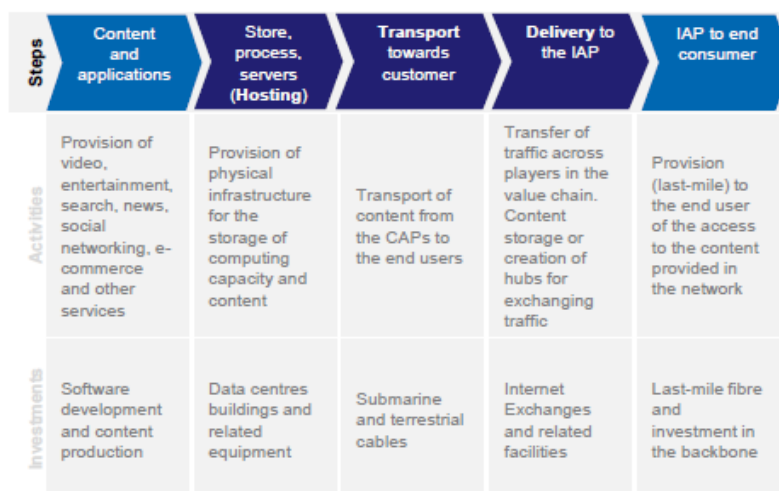 Steps
Content
and
applications
Store,
process,
servers
(Hosting)
Transport
towards
customer
Delivery to
the IAP
IAP to end
consumer
Activities
Provision of
video,
entertainment,
search, news,
social
networking, e-
commerce
and other
services
Provision of
physical
infrastructure
for the
storage of
computing
capacity and
content
Transport of
content from
the CAPs to
the end users
Transfer of
traffic across
players in the
value chain.
Content
storage or
creation of
hubs for
exchanging
traffic
Provision
(last-mile) to
the end user
of the access
to the content
provided in
the network
Investments
Software
development
and content
production
Data centres
buildings and
related
equipment
Submarine
and terrestrial
cables
Internet
Exchanges
and related
facilities
Last-mile fibre
and
investment in
the backbone